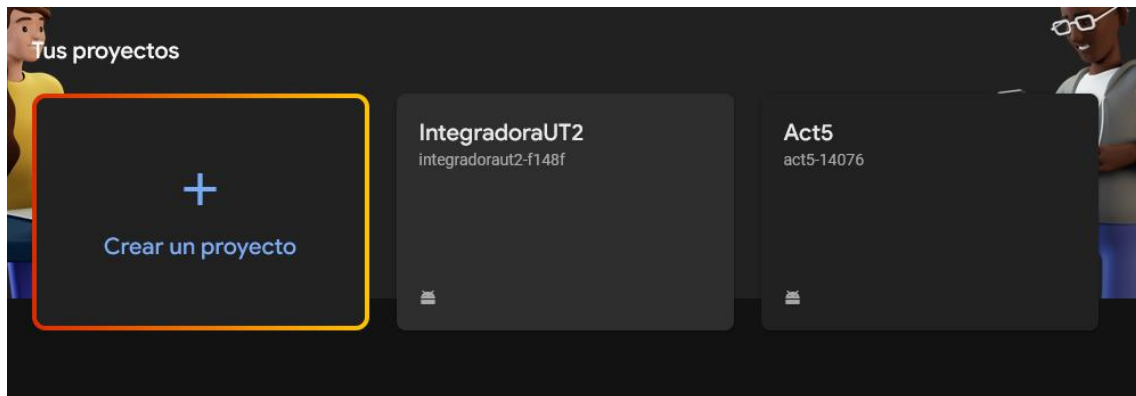 Tus proyectos
Crear un proyecto
IntegradoraUT2
integradoraut2-f148f
Act5
act5-14076